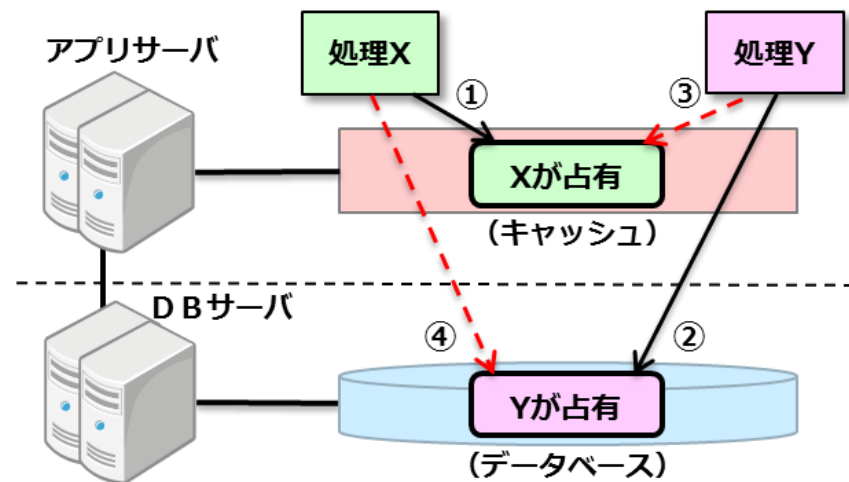 アプリサーバ
処理X
処理Y
①
③
Xが占有
(キャッシュ)
DBサーバ
④
②
Yが占有
(データベース)